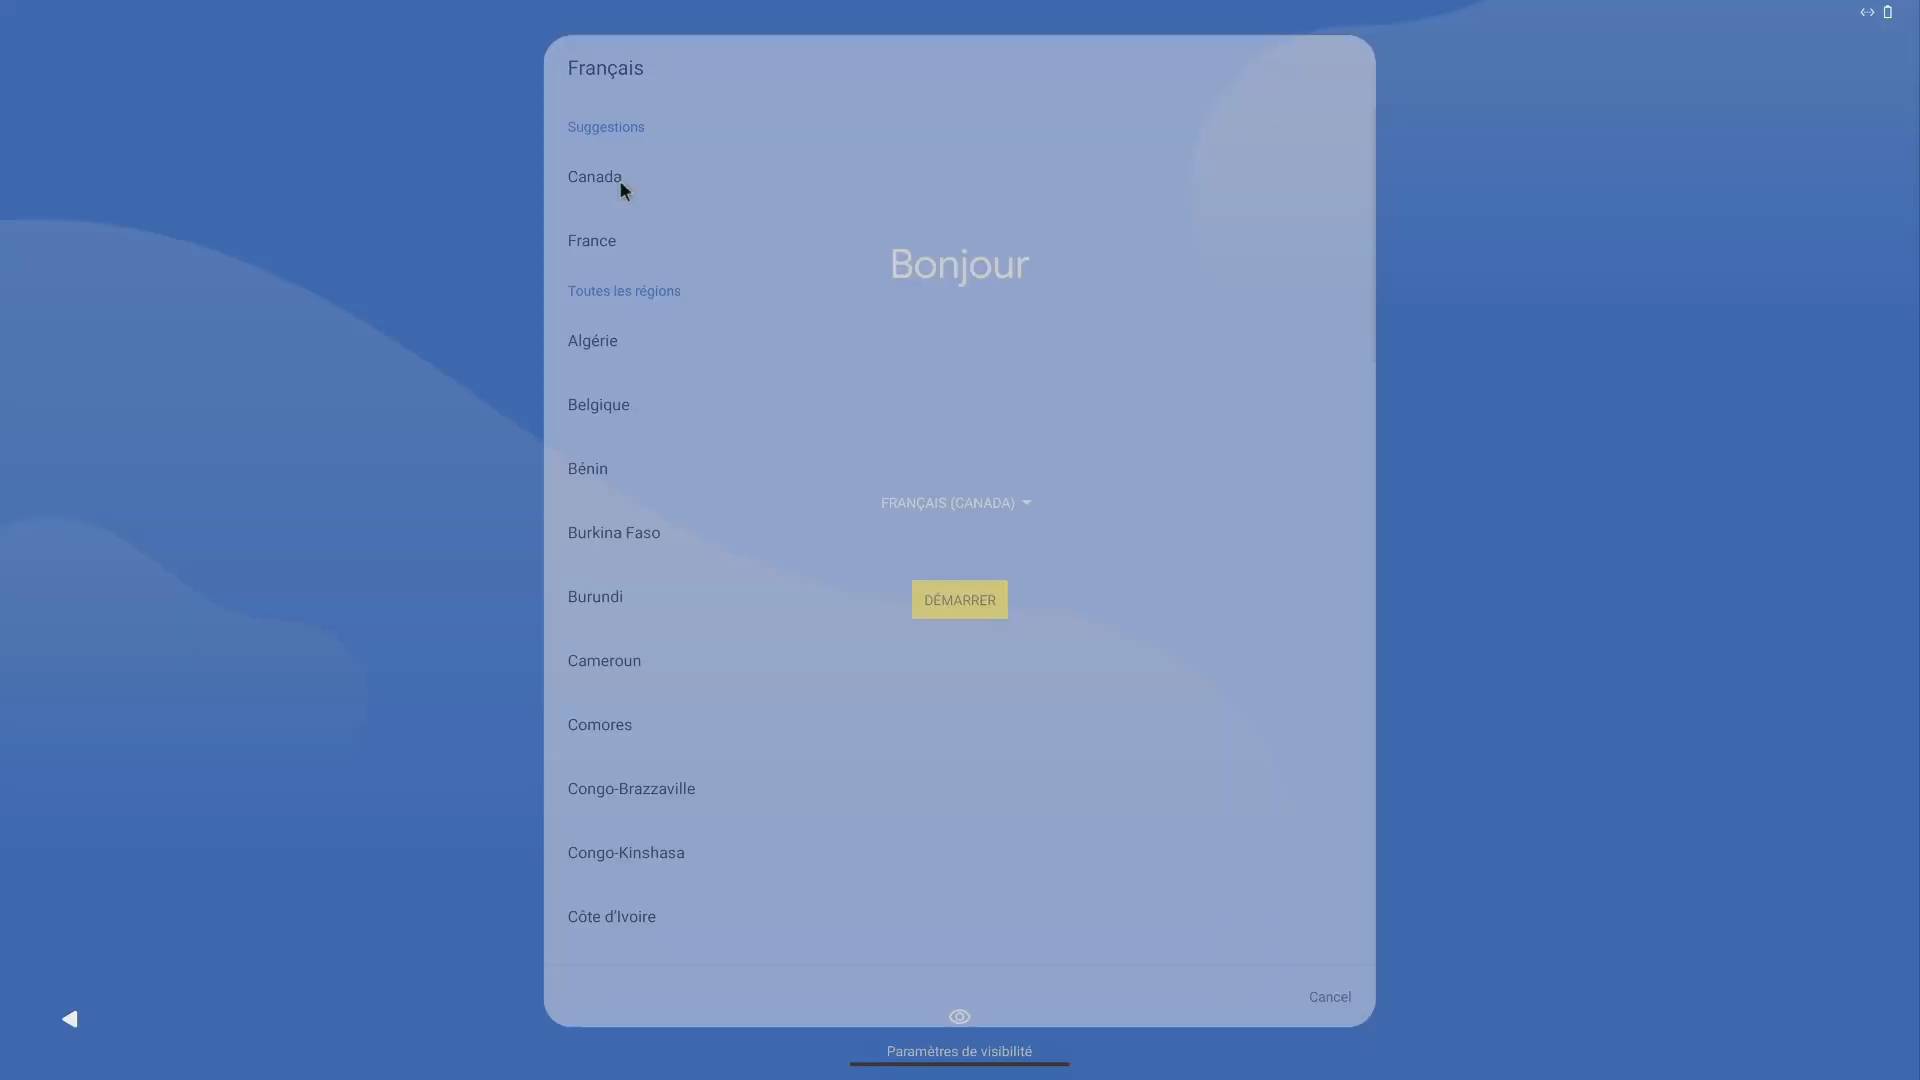 Français
Suggestions
Canada
France
Bonjour
Toutes les régions
Algérie
Belgique
Bénin
FRANÇAIS (CANADA)
Burkina Faso
Burundi
DÉMARRER
Cameroun
Comores
Congo-Brazzaville
Congo-Kinshasa
Côte d'Ivoire
Cancel
Paramètres de visibilité